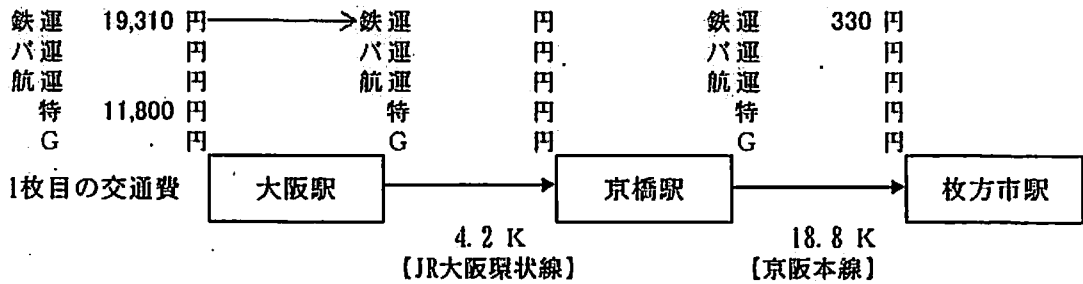 鉄運 19,310 円 鉄運 円 鉄運 330 円
バ運 円 バ運 円 バ運 円
航運 円 航運 円 航運 円
特 11,800 円 特 円 特 円
G 円 G 円 G 円
1枚目の交通費 大阪駅 京橋駅 枚方市駅
4.2 K 18.8 K
【JR大阪環状線】 【京阪本線】